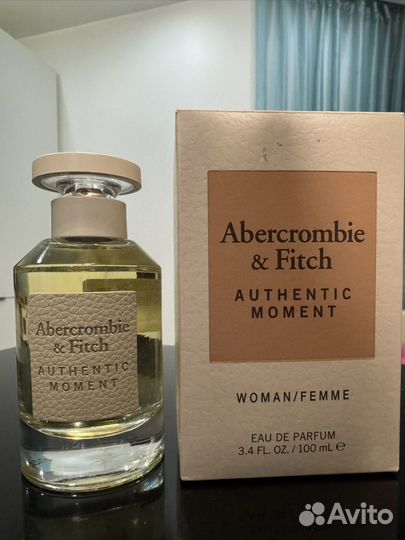 Abercrombie
& Fitch
AUTHENTIC
MOMENT
Abercrombie
& Fitch
AUTHENTIC
MOMENT
WOMAN/FEMME
EAU DE PARFUM
3.4 FL. OZ. / 100 mL ℮
Avito